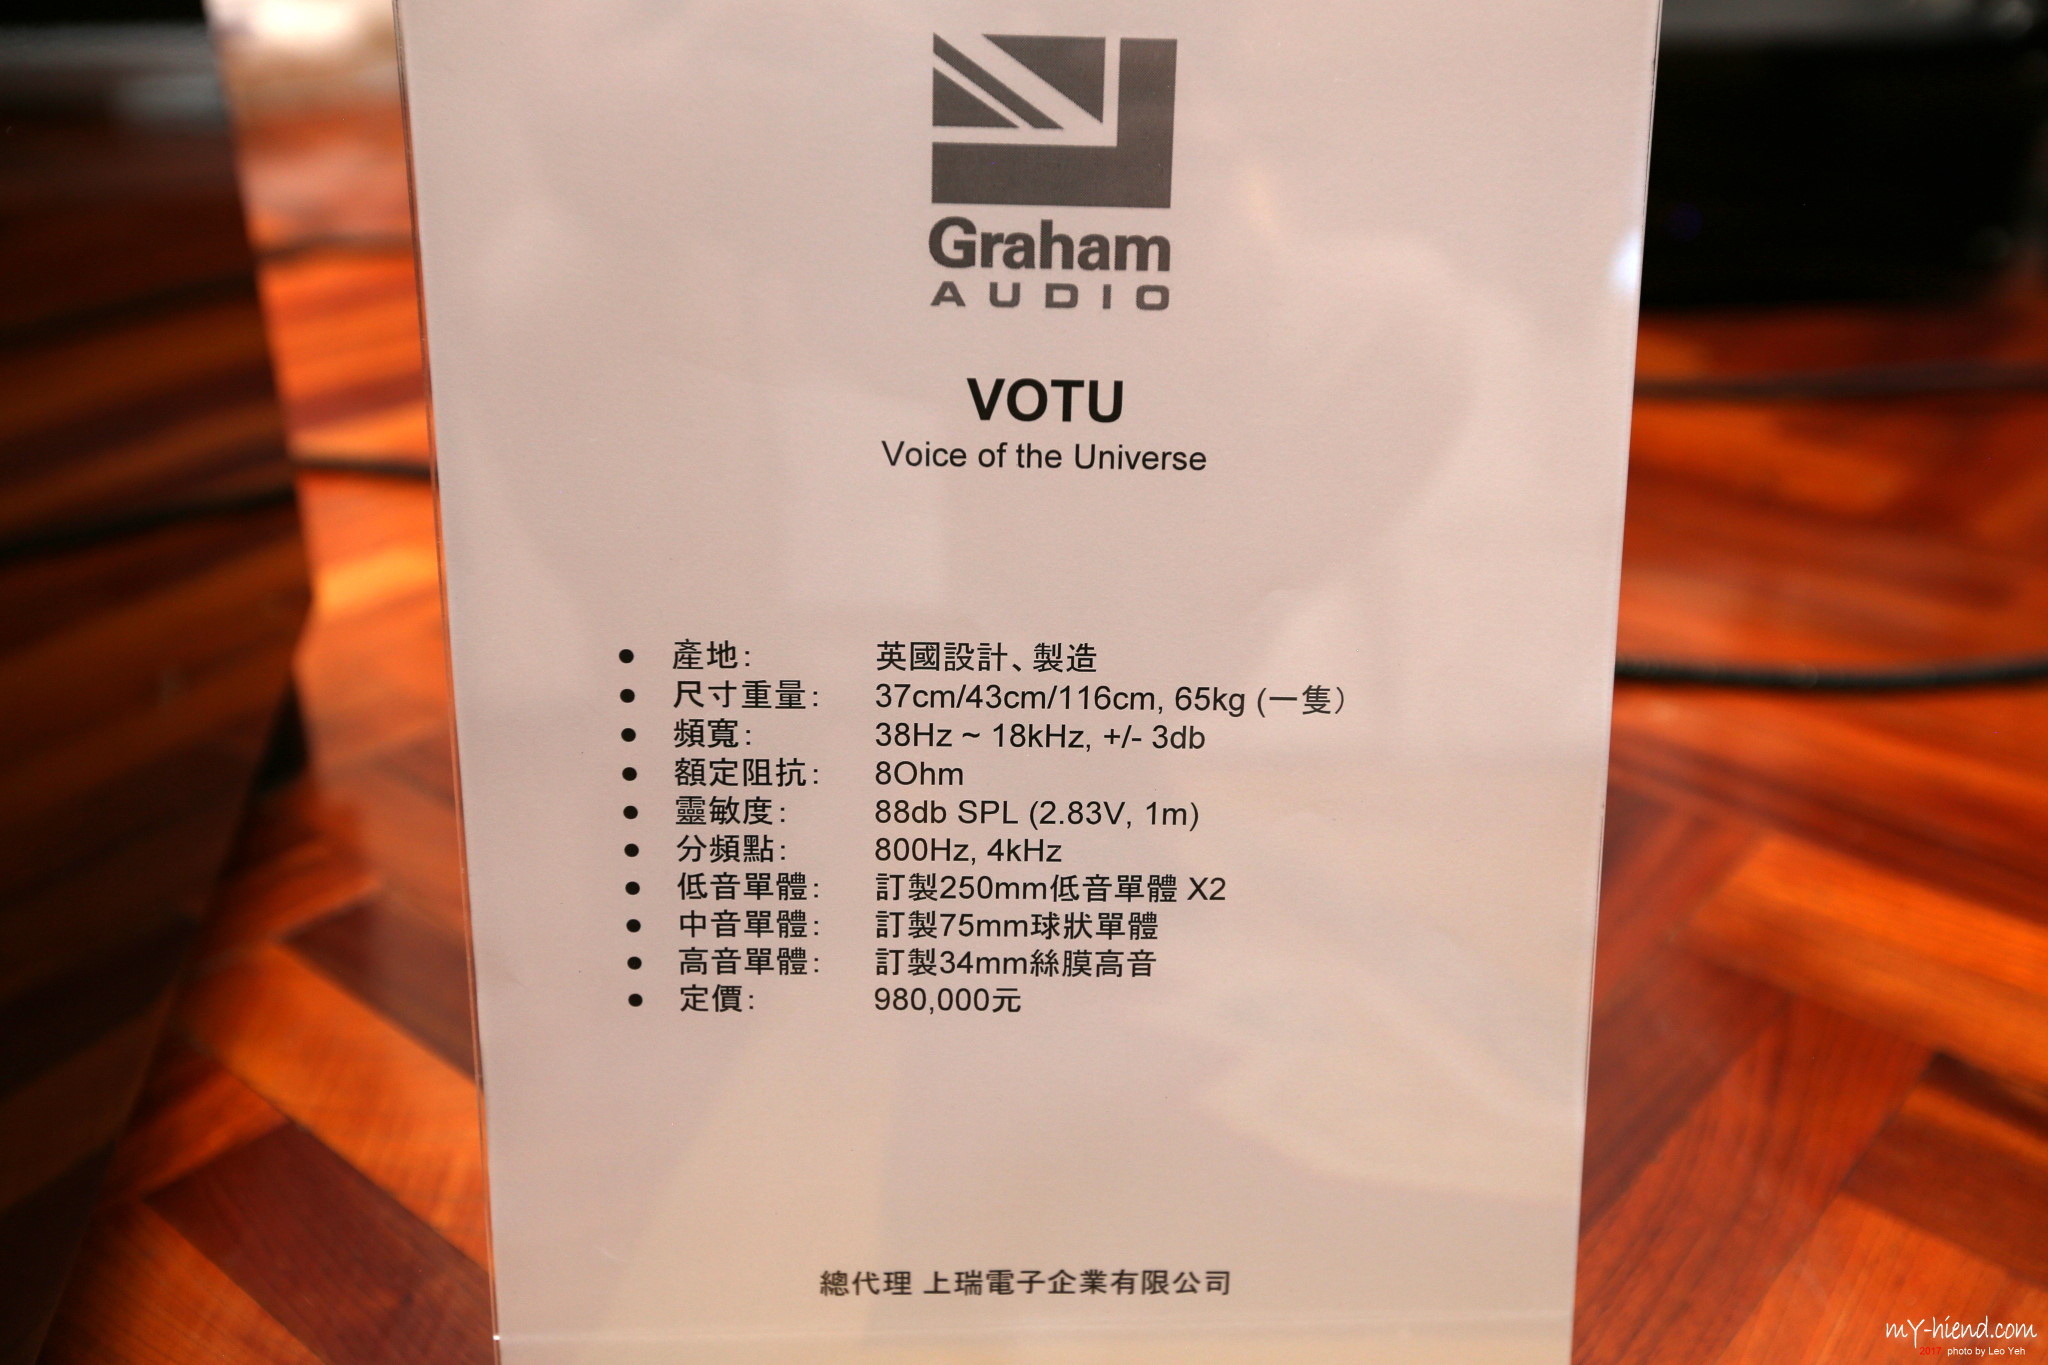 Graham
AUDIO
VOTU
Voice of the Universe
● 產地： 英國設計、製造
● 尺寸重量： 37cm/43cm/116cm, 65kg (一隻）
● 頻寬： 38Hz ~ 18kHz, +/- 3db
● 額定阻抗： 8Ohm
● 靈敏度： 88db SPL (2.83V, 1m)
● 分頻點： 800Hz, 4kHz
● 低音單體： 訂製250mm低音單體 X2
● 中音單體： 訂製75mm球狀單體
● 高音單體： 訂製34mm絲膜高音
● 定價： 980,000元
總代理 上瑞電子企業有限公司
mY-hiend.com
2017 photo by Leo Yeh